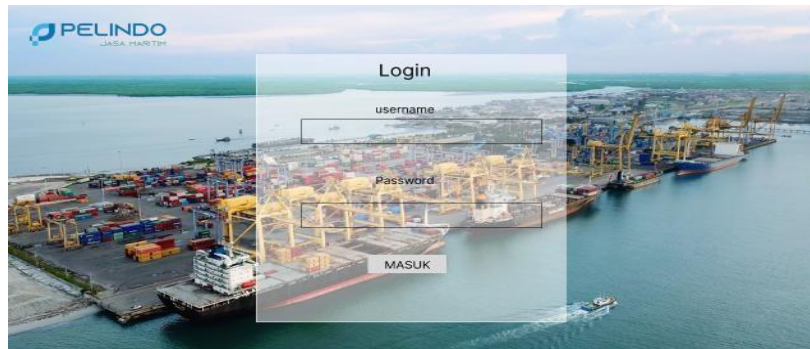 PELINDO
JASA MARITIM
Login
username
Password
MASUK